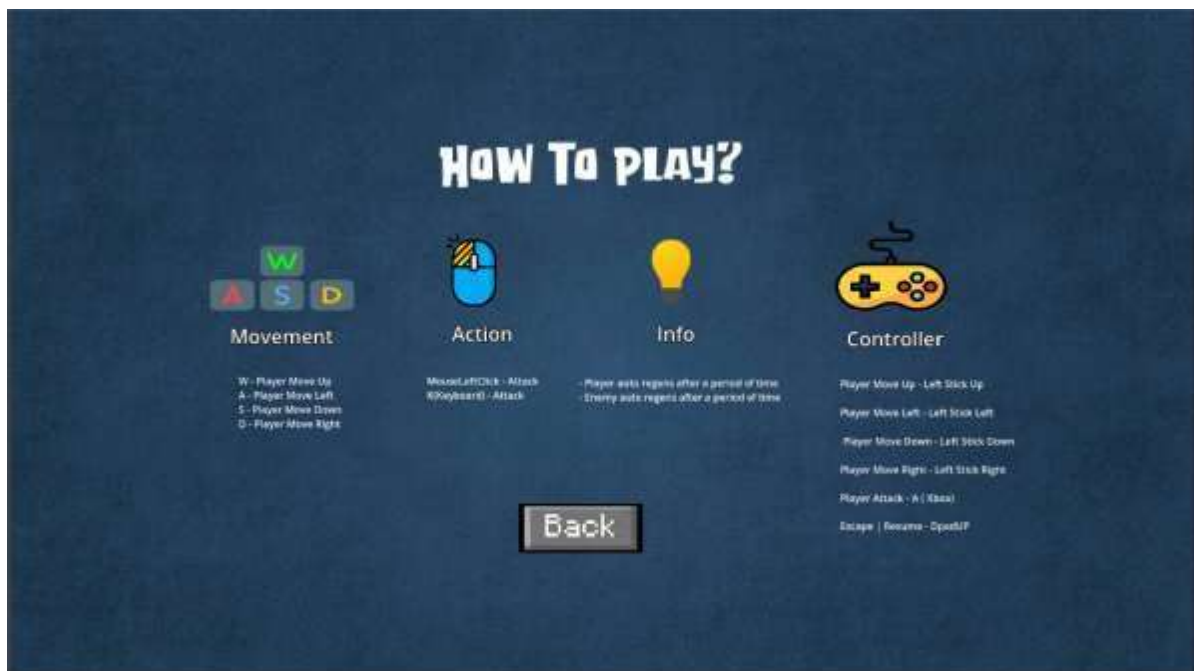 HOW TO PLAY?
W
A S D
Movement
W - Player Move Up
A - Player Move Left
S - Player Move Down
D - Player Move Right
Action
MouseLeftClick - Attack
K(Keyboard) - Attack
Info
- Player auto regens after a period of time
- Enemy auto regens after a period of time
Controller
Player Move Up - Left Stick Up
Player Move Left - Left Stick Left
Player Move Down - Left Stick Down
Player Move Right - Left Stick Right
Player Attack - A ( Xbox)
Escape | Resume - DpadUP
Back